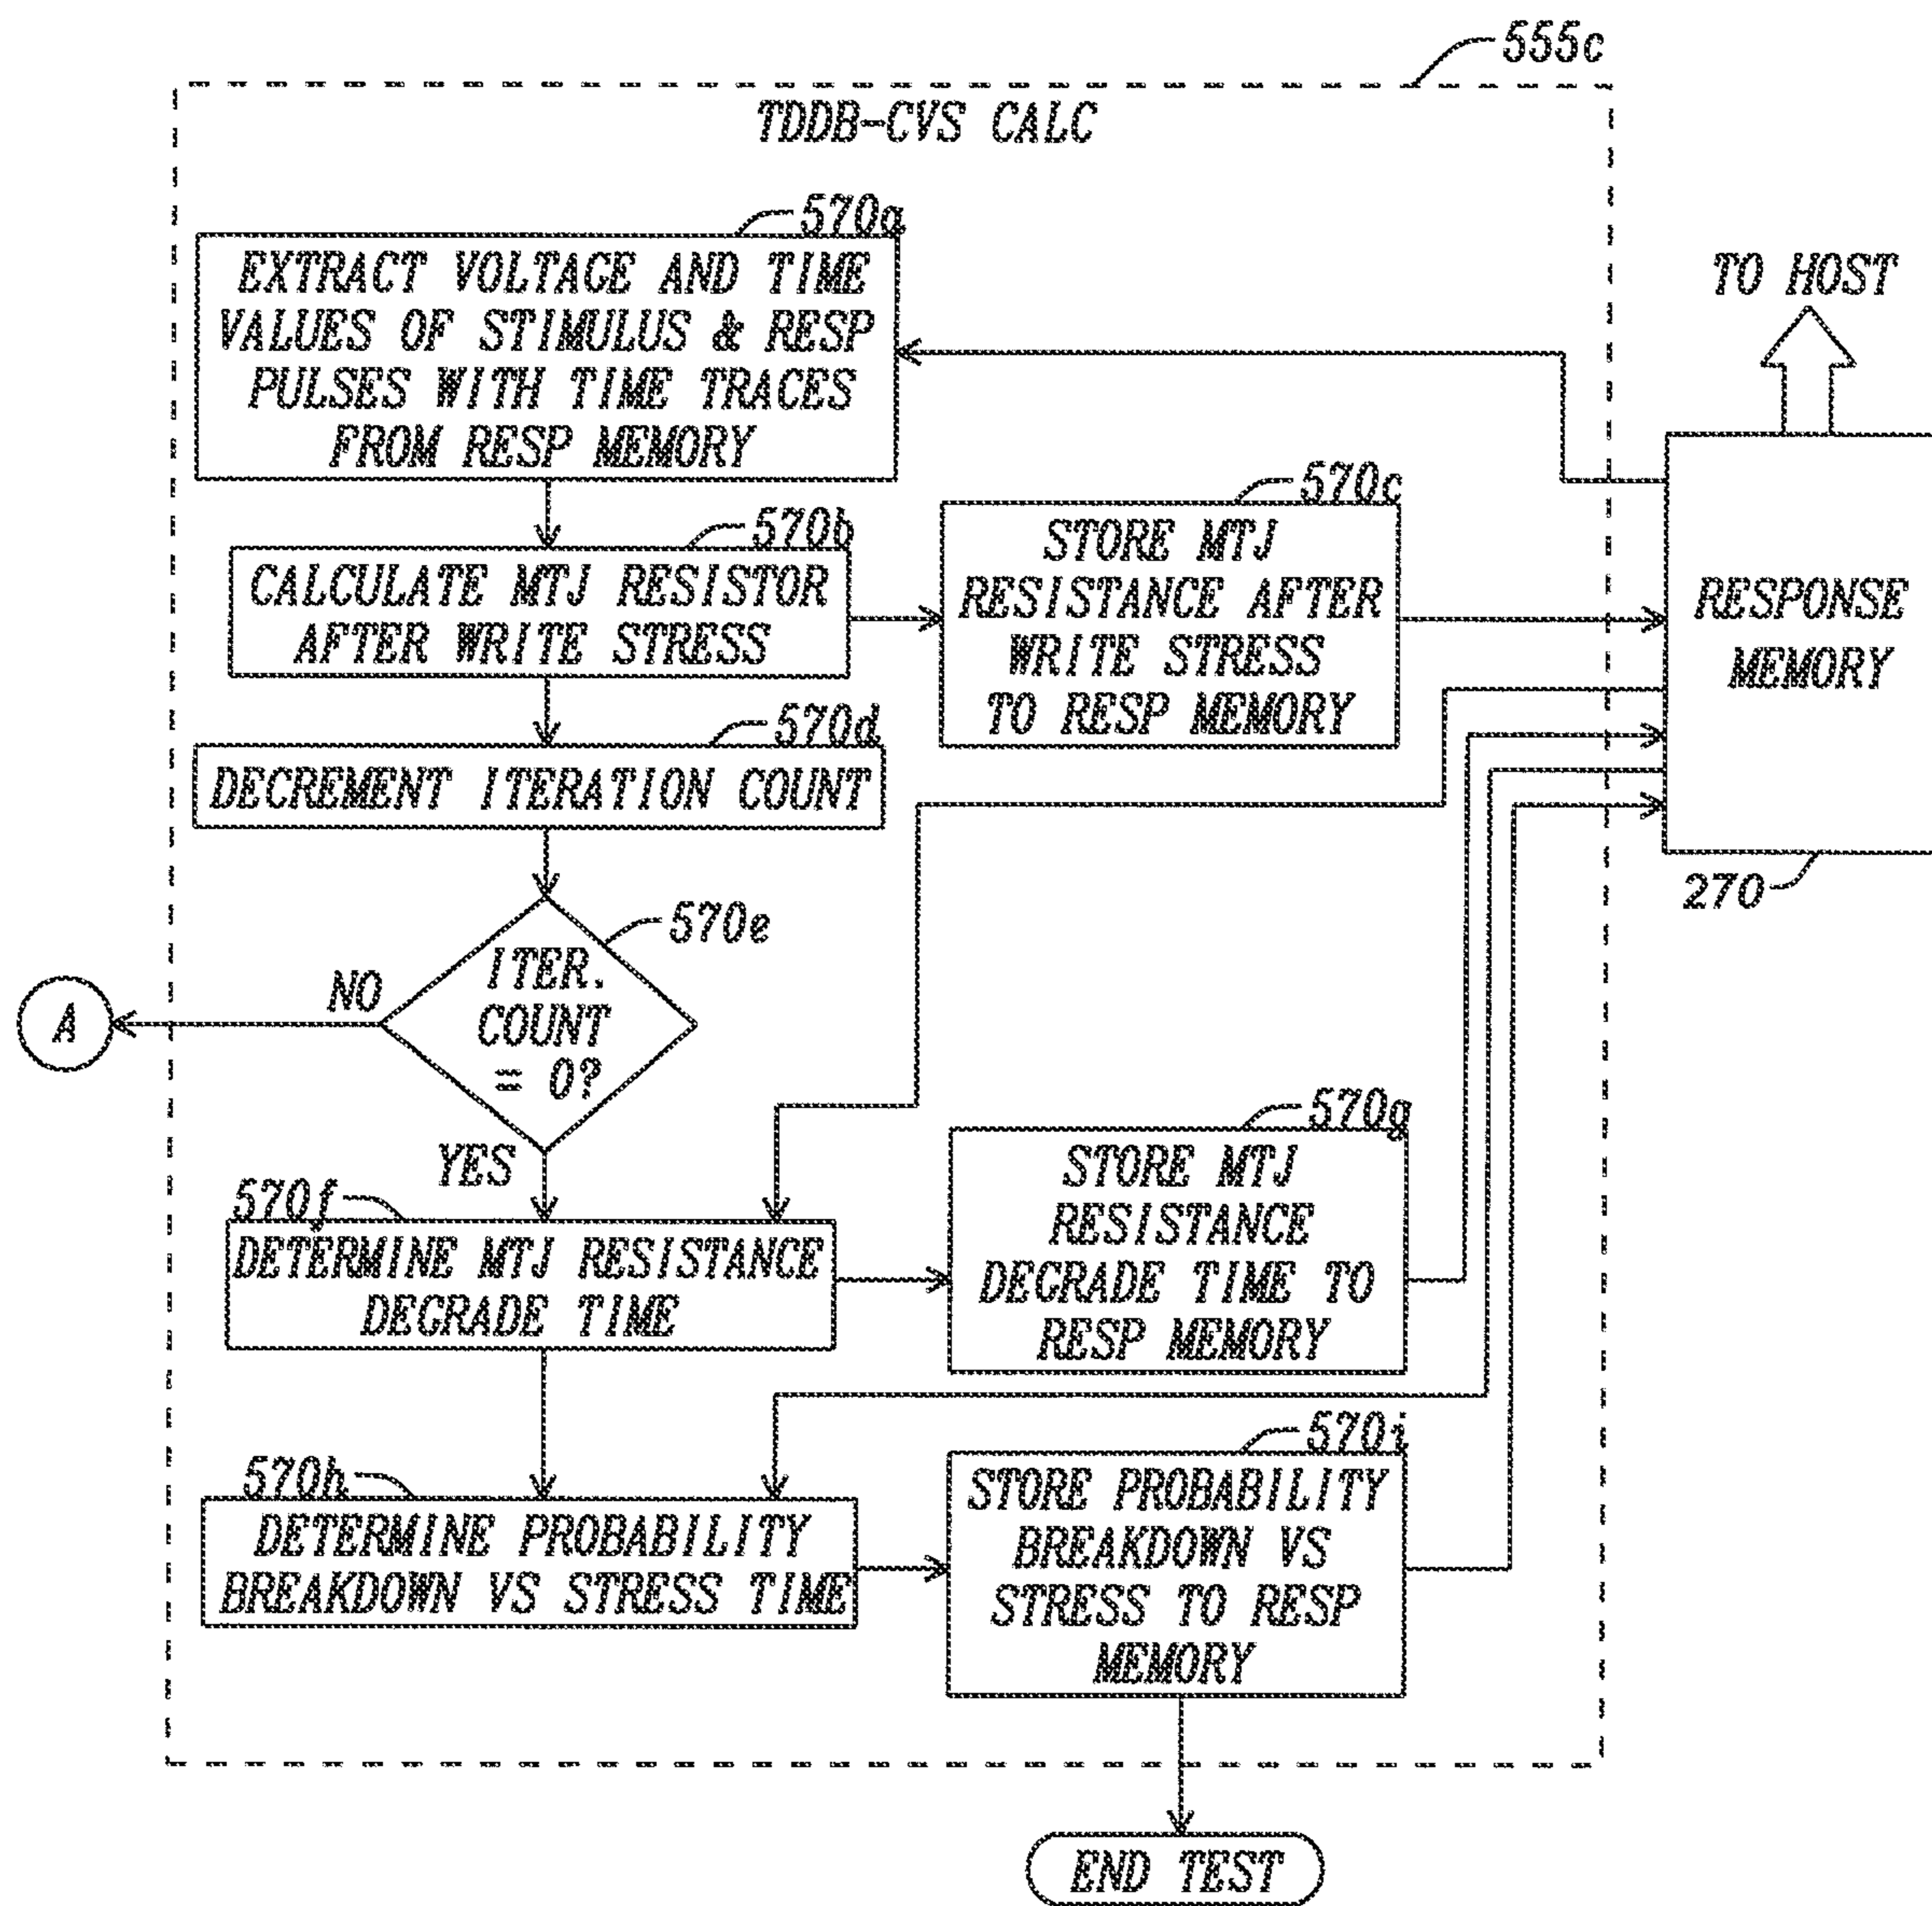 555c
TDDB-CVS CALC
570a
EXTRACT VOLTAGE AND TIME
VALUES OF STIMULUS & RESP
PULSES WITH TIME TRACES
FROM RESP MEMORY
TO HOST
570b
CALCULATE MTJ RESISTOR
AFTER WRITE STRESS
570c
STORE MTJ
RESISTANCE AFTER
WRITE STRESS
TO RESP MEMORY
RESPONSE
MEMORY
270
570d
DECREMENT ITERATION COUNT
570e
ITER.
COUNT
= 0?
NO
A
YES
570f
DETERMINE MTJ RESISTANCE
DEGRADE TIME
570g
STORE MTJ
RESISTANCE
DEGRADE TIME TO
RESP MEMORY
570h
DETERMINE PROBABILITY
BREAKDOWN VS STRESS TIME
570i
STORE PROBABILITY
BREAKDOWN VS
STRESS TO RESP
MEMORY
END TEST